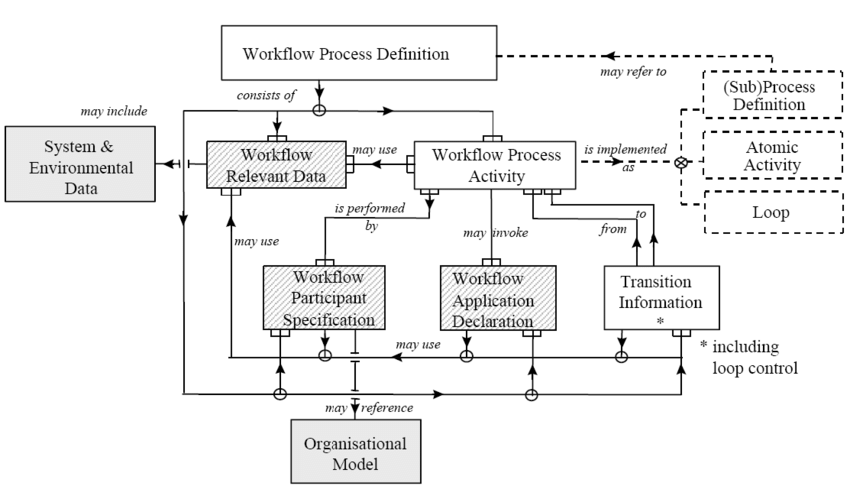 Workflow Process Definition
may refer to
consists of
may include
(Sub)Process
Definition
System &
Environmental
Data
Workflow
Relevant Data
may use
Workflow Process
Activity
is implemented
as
Atomic
Activity
Loop
is performed
by
may invoke
to
from
may use
Workflow
Participant
Specification
Workflow
Application
Declaration
Transition
Information
*
may use
* including
loop control
may reference
Organisational
Model